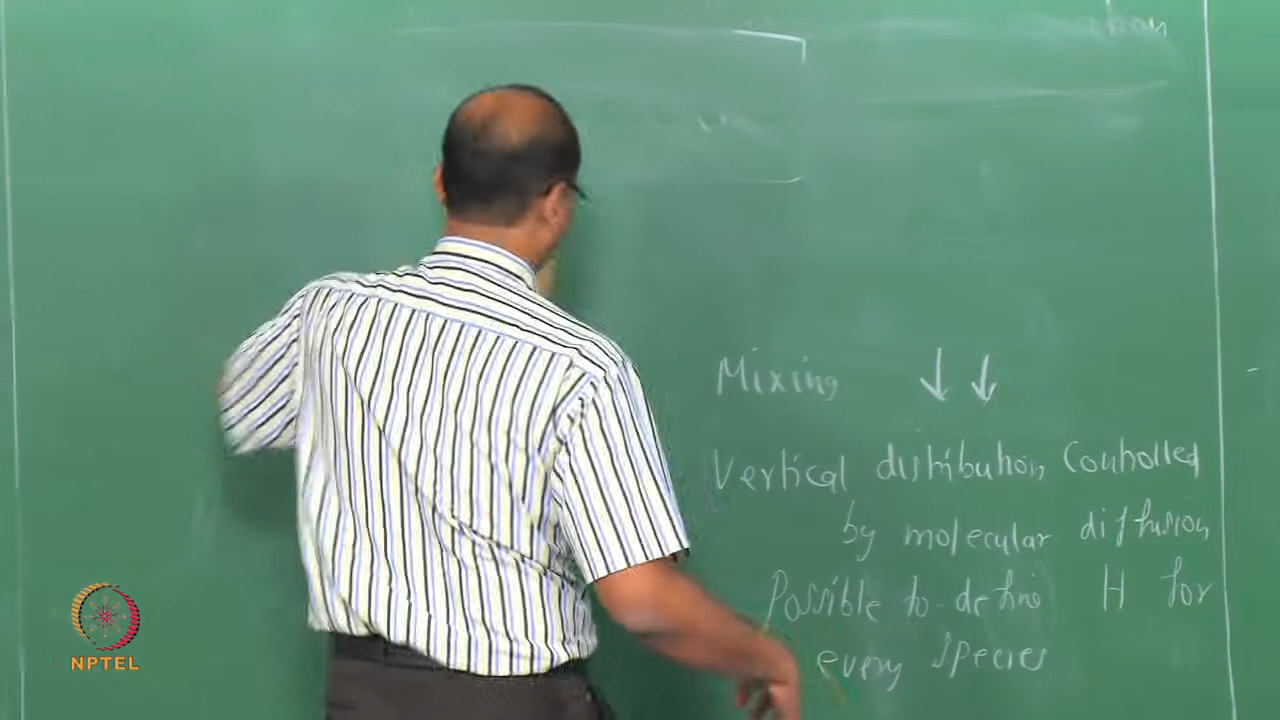 Mixing ↓ ↓
Vertical distribution Controlled
by molecular diffusion
Possible to define H for
every species
NPTEL